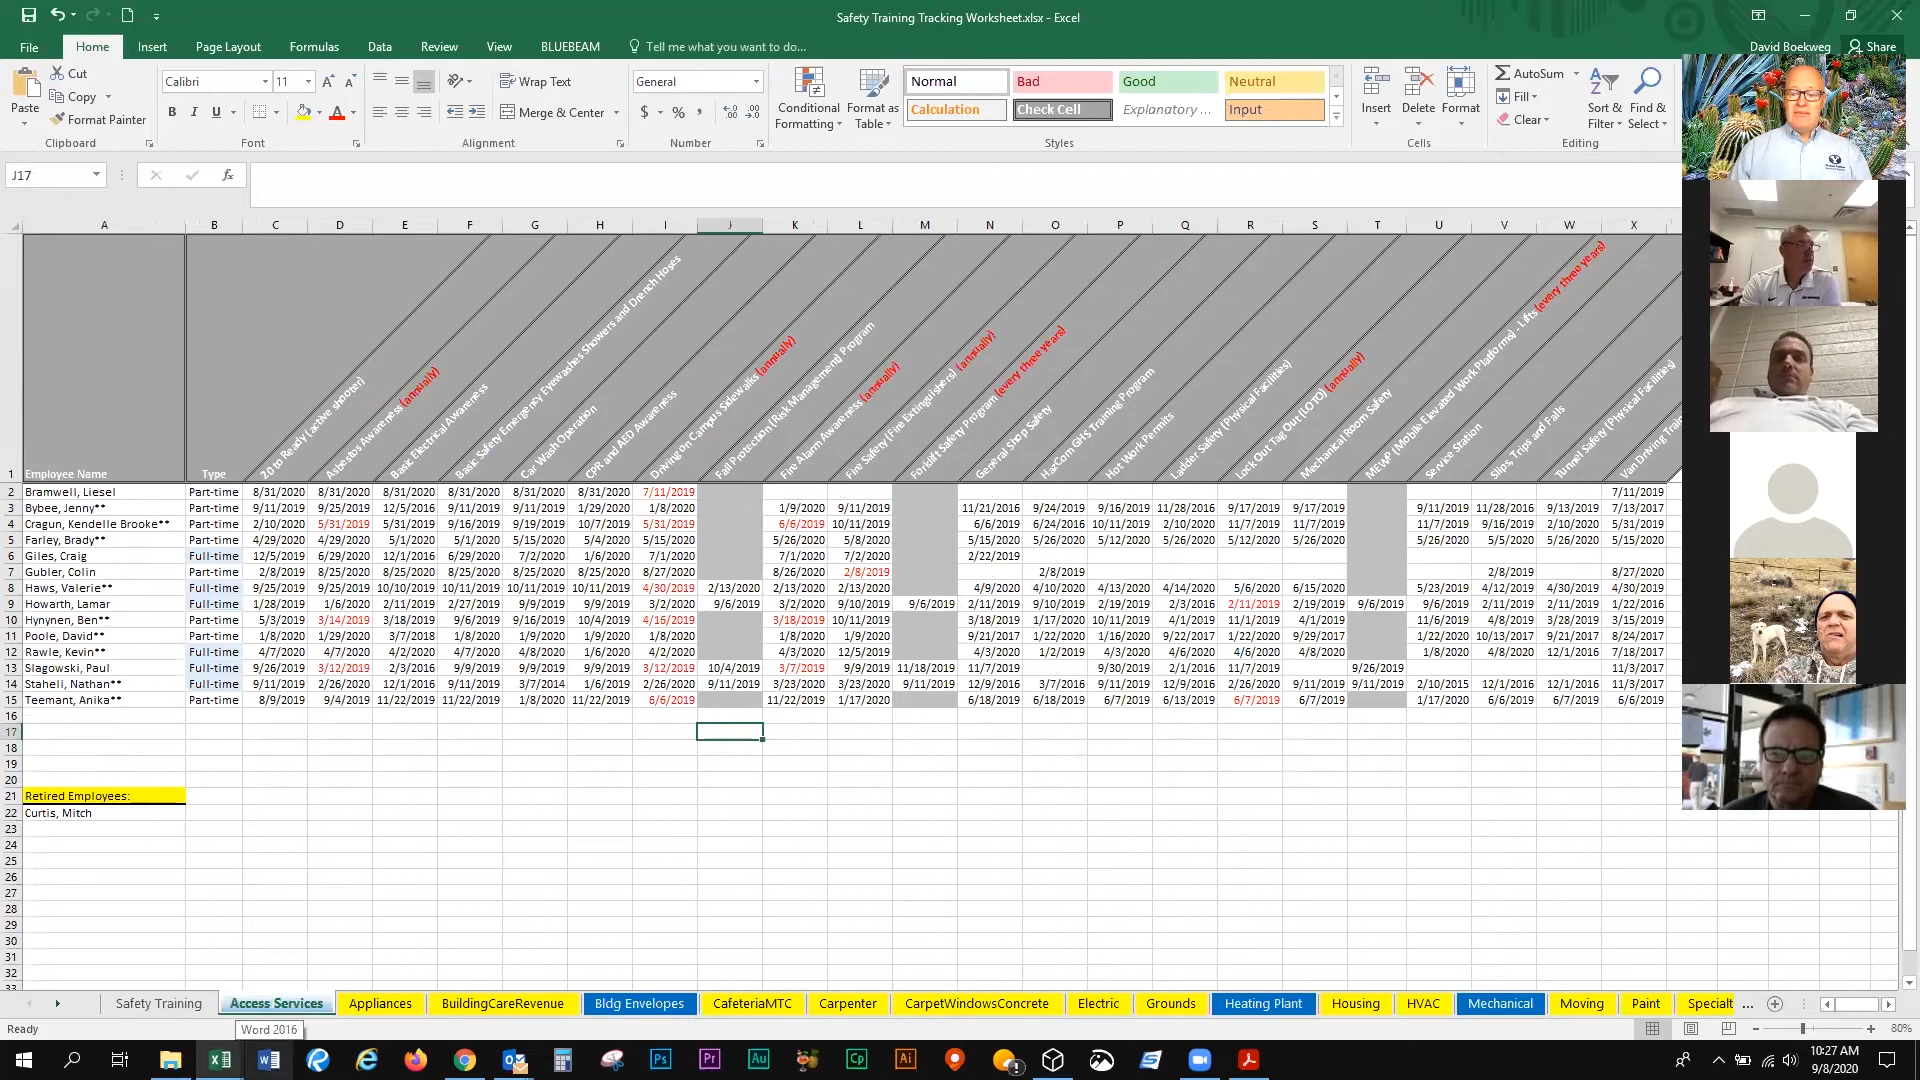 Safety Training Tracking Worksheet.xlsx - Excel
File Home Insert Page Layout Formulas Data Review View BLUEBEAM Tell me what you want to do... David Boekweg Share
Paste Cut Copy Format Painter Clipboard
Calibri 11 B I U Font
Wrap Text Merge & Center Alignment
General $ % Number
Conditional Formatting Format as Table Normal Bad Good Neutral Calculation Check Cell Explanatory ... Input Styles
Insert Delete Format Cells
AutoSum Fill Clear Sort & Filter Find & Select Editing
J17 fx
A B C D E F G H I J K L M N O P Q R S T U V W X
1 Employee Name Type
20 to Ready (active shooter)
Asbestos Awareness (annually)
Basic Electrical Awareness
Basic Safety Emergency Eyewashes Showers and Drench Hoses
Car Wash Operation
CPR and AED Awareness
Driving on Campus Sidewalks (annually)
Fall Protection (Risk Management) Program
Fire Alarm Awareness (annually)
Fire Safety (Fire Extinguishers) (annually)
Forklift Safety Program (every three years)
General Shop Safety
HazCom GHS Training Program
Hot Work Permits
Ladder Safety (Physical Facilities)
Lock Out Tag Out (LOTO) (annually)
Mechanical Room Safety
MEWP (Mobile Elevated Work Platforms) - Lifts (every three years)
Service Station
Slips, Trips and Falls
Tunnel Safety (Physical Facilities)
Van Driving
2 Bramwell, Liesel Part-time 8/31/2020 8/31/2020 8/31/2020 8/31/2020 8/31/2020 8/31/2020 7/11/2019 7/11/2019
3 Bybee, Jenny** Part-time 9/11/2019 9/25/2019 12/5/2016 9/11/2019 9/11/2019 1/29/2020 1/8/2020 1/9/2020 9/11/2019 11/21/2016 9/24/2019 9/16/2019 11/28/2016 9/17/2019 9/17/2019 9/11/2019 11/28/2016 9/13/2019 7/13/2017
4 Cragun, Kendelle Brooke** Part-time 2/10/2020 5/31/2019 5/31/2019 9/16/2019 9/19/2019 10/7/2019 5/31/2019 6/6/2019 10/11/2019 6/6/2019 6/24/2016 10/11/2019 2/10/2020 11/7/2019 11/7/2019 11/7/2019 9/16/2019 2/10/2020 5/31/2019
5 Farley, Brady** Part-time 4/29/2020 4/29/2020 5/1/2020 5/1/2020 5/15/2020 5/4/2020 5/15/2020 5/26/2020 5/8/2020 5/15/2020 5/26/2020 5/12/2020 5/26/2020 5/12/2020 5/26/2020 5/26/2020 5/5/2020 5/26/2020 5/15/2020
6 Giles, Craig Full-time 12/5/2019 6/29/2020 12/1/2016 6/29/2020 7/2/2020 1/6/2020 7/1/2020 7/1/2020 7/2/2020 2/22/2019
7 Gubler, Colin Part-time 2/8/2019 8/25/2020 8/25/2020 8/25/2020 8/25/2020 8/25/2020 8/27/2020 8/26/2020 2/8/2019 2/8/2019 2/8/2019 8/27/2020
8 Haws, Valerie** Full-time 9/25/2019 9/25/2019 10/10/2019 10/11/2019 10/11/2019 10/11/2019 4/30/2019 2/13/2020 2/13/2020 2/13/2020 4/9/2020 4/10/2020 4/13/2020 4/14/2020 5/6/2020 6/15/2020 5/23/2019 4/12/2019 4/30/2019 4/30/2019
9 Howarth, Lamar Full-time 1/28/2019 1/6/2020 2/11/2019 2/27/2019 9/9/2019 9/9/2019 3/2/2020 9/6/2019 3/2/2020 9/10/2019 9/6/2019 2/11/2019 9/10/2019 2/19/2019 2/3/2016 2/11/2019 2/19/2019 9/6/2019 9/6/2019 2/11/2019 2/11/2019 1/22/2016
10 Hynynen, Ben** Part-time 5/3/2019 3/14/2019 3/18/2019 9/6/2019 9/16/2019 10/4/2019 4/16/2019 3/18/2019 10/11/2019 3/18/2019 1/17/2020 10/11/2019 4/1/2019 11/1/2019 4/1/2019 11/6/2019 4/8/2019 3/28/2019 3/15/2019
11 Poole, David** Part-time 1/8/2020 1/29/2020 3/7/2018 1/8/2020 1/9/2020 1/9/2020 1/8/2020 1/8/2020 1/9/2020 9/21/2017 1/22/2020 1/16/2020 9/22/2017 1/22/2020 9/29/2017 1/22/2020 10/13/2017 9/21/2017 8/24/2017
12 Rawle, Kevin** Full-time 4/7/2020 4/7/2020 4/2/2020 4/7/2020 4/8/2020 1/6/2020 4/2/2020 4/3/2020 12/5/2019 4/3/2020 1/2/2019 4/3/2020 4/6/2020 4/6/2020 4/8/2020 1/8/2020 4/8/2020 12/1/2016 7/18/2017
13 Slagowski, Paul Full-time 9/26/2019 3/12/2019 2/3/2016 9/9/2019 9/9/2019 9/9/2019 3/12/2019 10/4/2019 3/7/2019 9/9/2019 11/18/2019 11/7/2019 9/30/2019 2/1/2016 11/7/2019 9/26/2019 11/3/2017
14 Staheli, Nathan** Full-time 9/11/2019 2/26/2020 12/1/2016 9/11/2019 3/7/2014 1/6/2019 2/26/2020 9/11/2019 3/23/2020 3/23/2020 9/11/2019 12/9/2016 3/7/2016 9/11/2019 12/9/2016 2/26/2020 9/11/2019 9/11/2019 2/10/2015 12/1/2016 12/1/2016 11/3/2017
15 Teemant, Anika** Part-time 8/9/2019 9/4/2019 11/22/2019 11/22/2019 1/8/2020 11/22/2019 6/6/2019 11/22/2019 1/17/2020 6/18/2019 6/18/2019 6/7/2019 6/13/2019 6/7/2019 6/7/2019 1/17/2020 6/6/2019 6/7/2019 6/6/2019
16
17
18
19
20
21 Retired Employees:
22 Curtis, Mitch
23
24
25
26
27
28
29
30
31
32
33
Safety Training Access Services Appliances BuildingCareRevenue Bldg Envelopes CafeteriaMTC Carpenter CarpetWindowsConcrete Electric Grounds Heating Plant Housing HVAC Mechanical Moving Paint Specialt ...
Ready Word 2016 80%
10:27 AM
9/8/2020